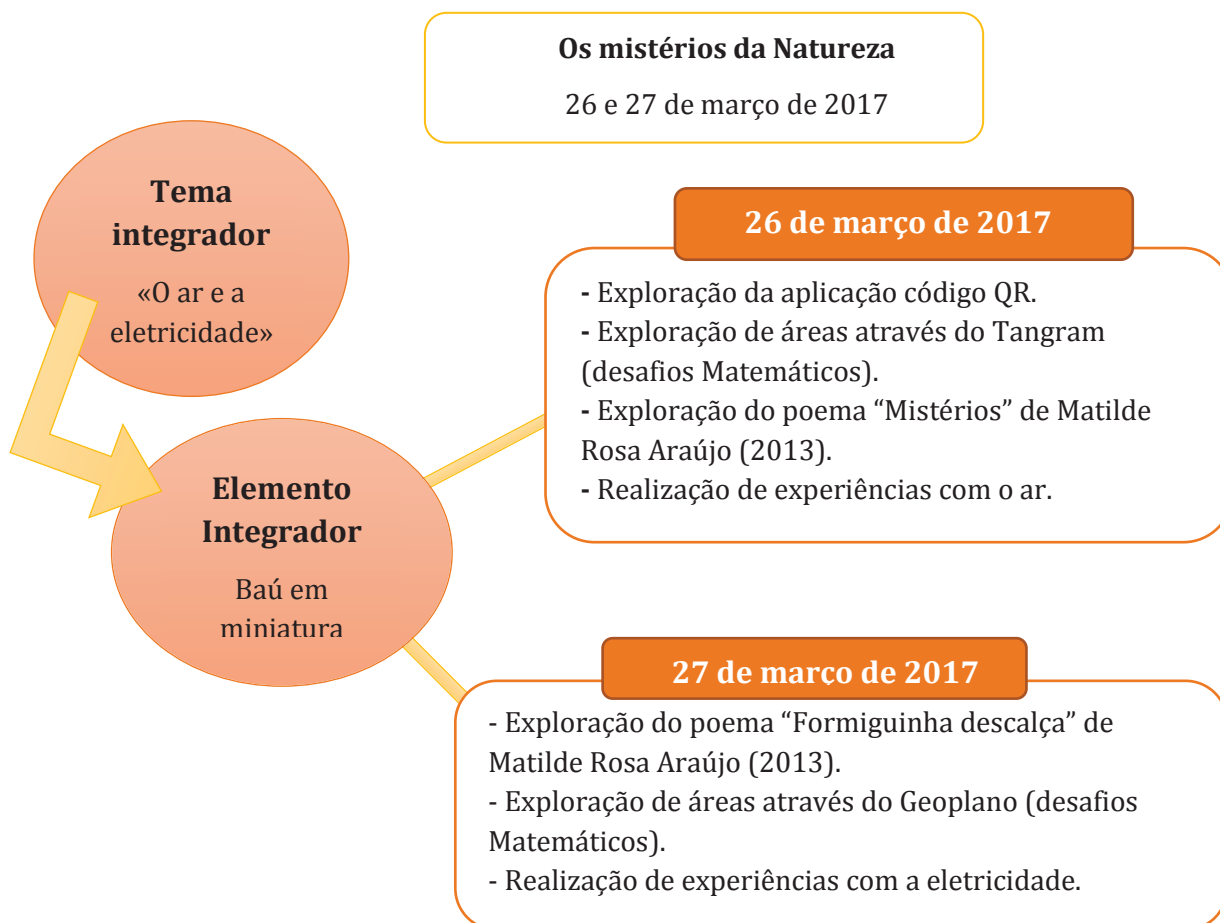 Os mistérios da Natureza
26 e 27 de março de 2017
Tema
integrador
«O ar e a
eletricidade»
26 de março de 2017
- Exploração da aplicação código QR.
- Exploração de áreas através do Tangram
(desafios Matemáticos).
- Exploração do poema “Mistérios” de Matilde
Rosa Araújo (2013).
- Realização de experiências com o ar.
Elemento
Integrador
Baú em
miniatura
27 de março de 2017
- Exploração do poema “Formiguinha descalça” de
Matilde Rosa Araújo (2013).
- Exploração de áreas através do Geoplano (desafios
Matemáticos).
- Realização de experiências com a eletricidade.